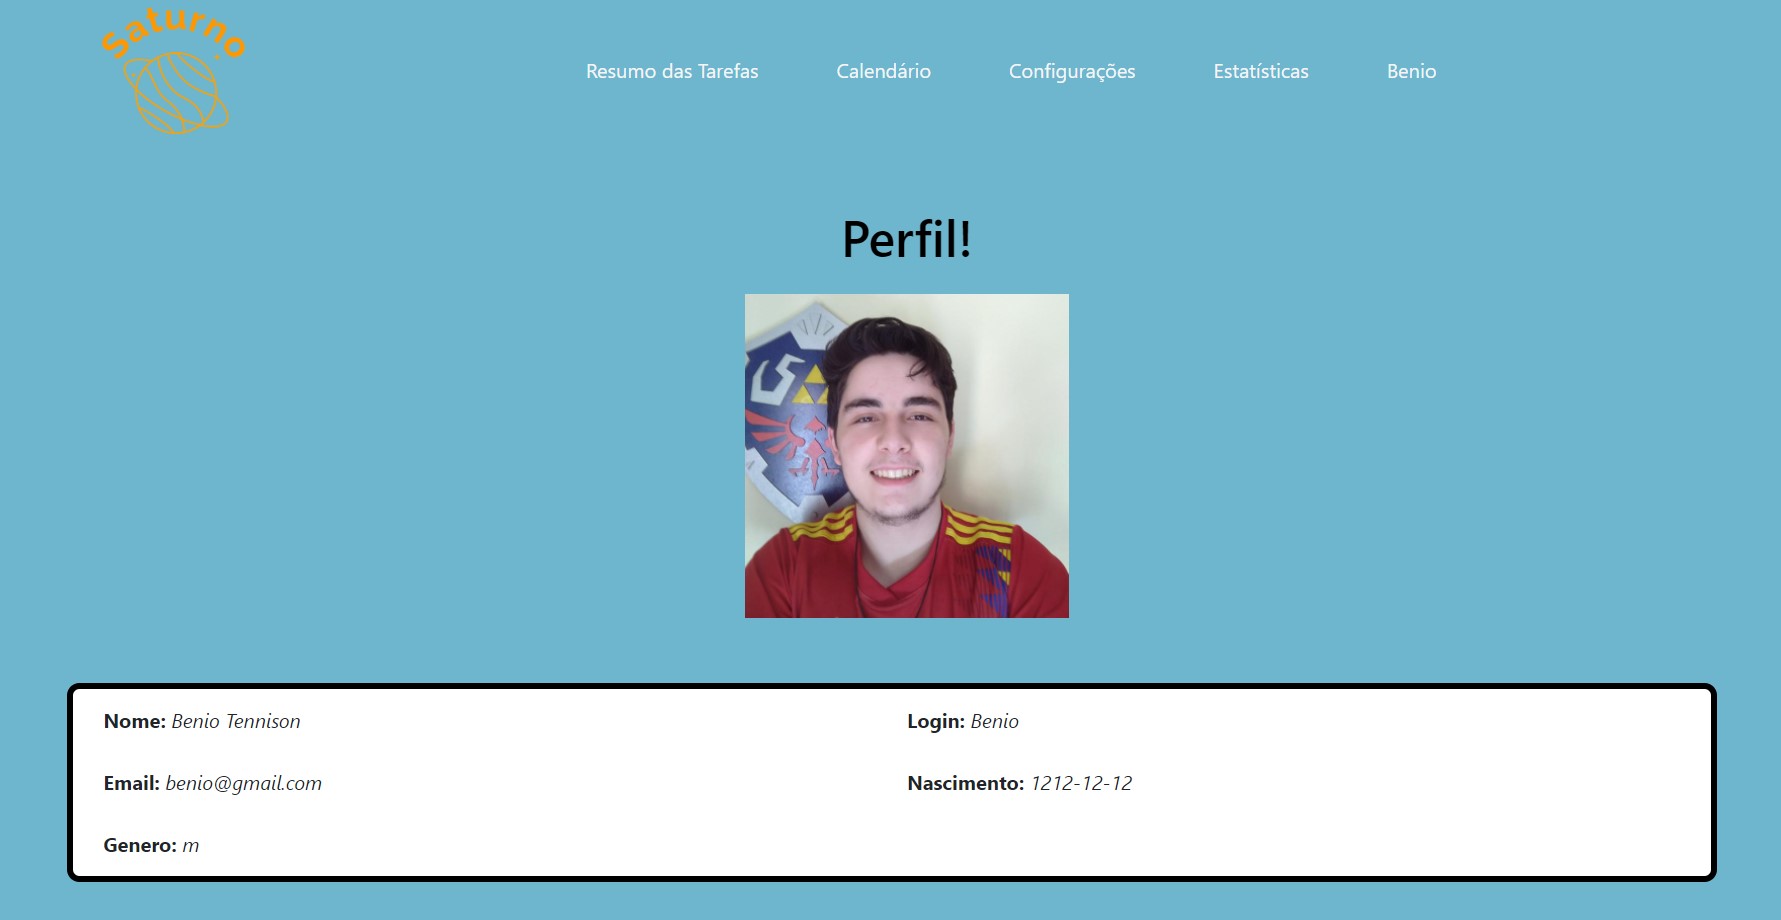 Saturno
Resumo das Tarefas Calendário Configurações Estatísticas Benio
Perfil!
Nome: Benio Tennison Login: Benio
Email: benio@gmail.com Nascimento: 1212-12-12
Genero: m